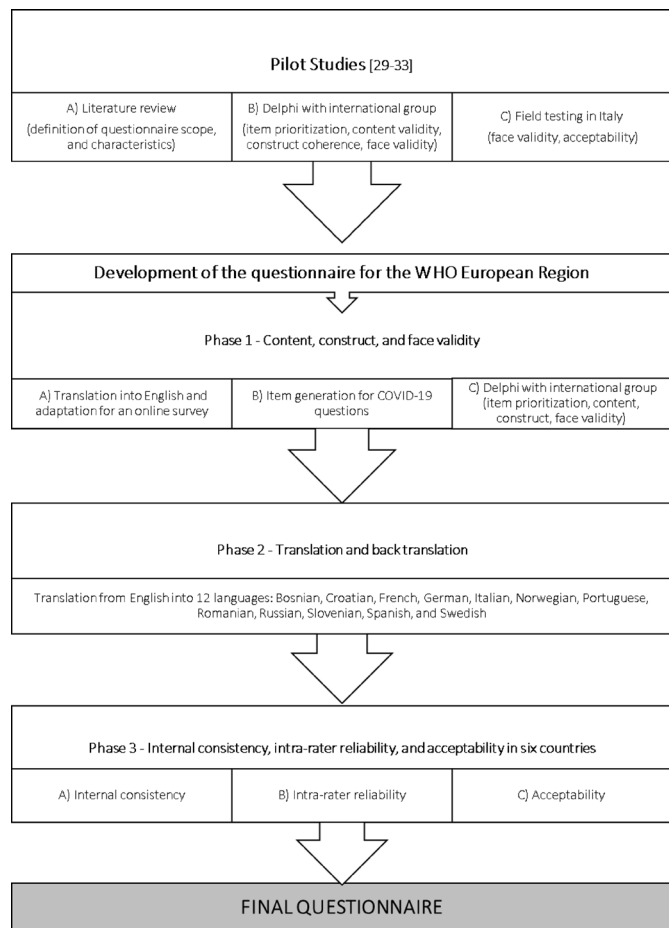 Pilot Studies [29-33]
A) Literature review
(definition of questionnaire scope,
and characteristics)
B) Delphi with international group
(item prioritization, content validity,
construct coherence, face validity)
C) Field testing in Italy
(face validity, acceptability)
Development of the questionnaire for the WHO European Region
Phase 1 - Content, construct, and face validity
A) Translation into English and
adaptation for an online survey
B) Item generation for COVID-19
questions
C) Delphi with international group
(item prioritization, content,
construct, face validity)
Phase 2 - Translation and back translation
Translation from English into 12 languages: Bosnian, Croatian, French, German, Italian, Norwegian, Portuguese,
Romanian, Russian, Slovenian, Spanish, and Swedish
Phase 3 - Internal consistency, intra-rater reliability, and acceptability in six countries
A) Internal consistency
B) Intra-rater reliability
C) Acceptability
FINAL QUESTIONNAIRE